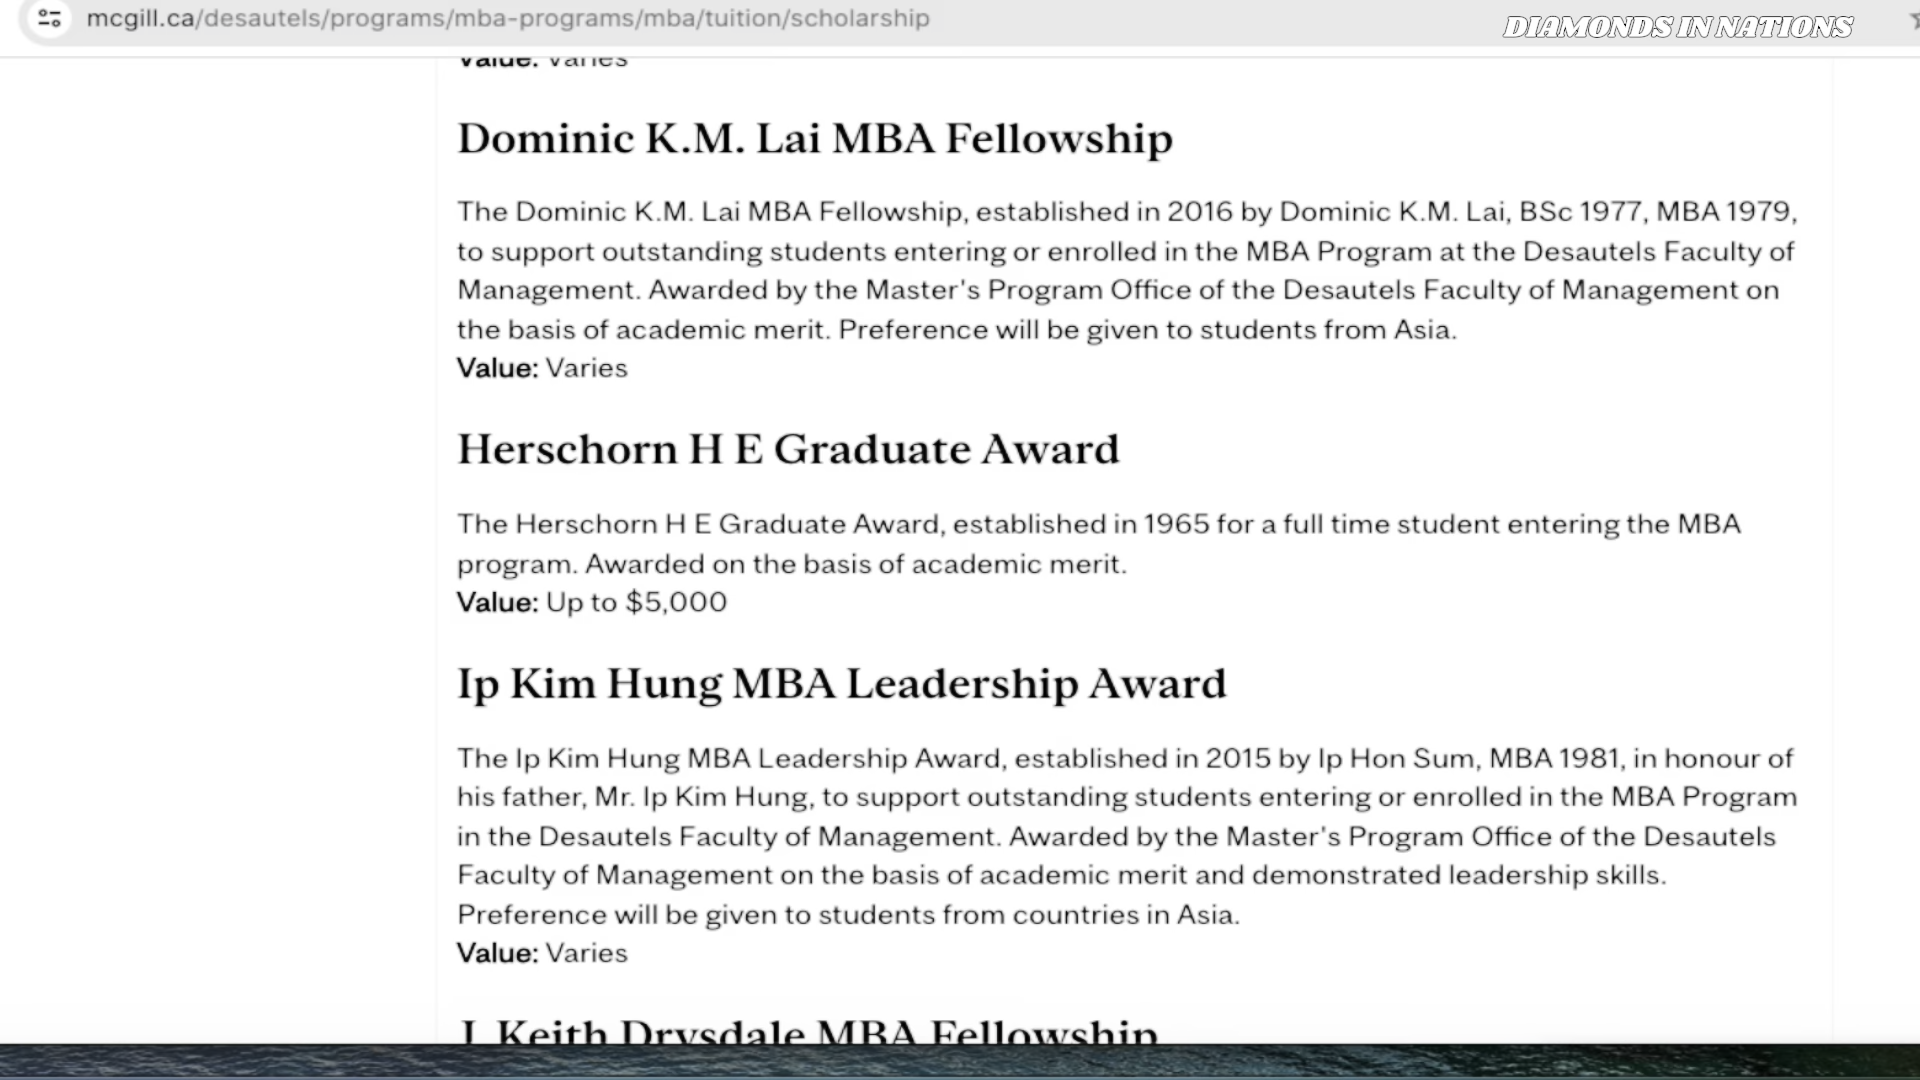 mcgill.ca/desautels/programs/mba-programs/mba/tuition/scholarship
DIAMONDS IN NATIONS
Value: Varies
Dominic K.M. Lai MBA Fellowship
The Dominic K.M. Lai MBA Fellowship, established in 2016 by Dominic K.M. Lai, BSc 1977, MBA 1979,
to support outstanding students entering or enrolled in the MBA Program at the Desautels Faculty of
Management. Awarded by the Master's Program Office of the Desautels Faculty of Management on
the basis of academic merit. Preference will be given to students from Asia.
Value: Varies
Herschorn H E Graduate Award
The Herschorn H E Graduate Award, established in 1965 for a full time student entering the MBA
program. Awarded on the basis of academic merit.
Value: Up to $5,000
Ip Kim Hung MBA Leadership Award
The Ip Kim Hung MBA Leadership Award, established in 2015 by Ip Hon Sum, MBA 1981, in honour of
his father, Mr. Ip Kim Hung, to support outstanding students entering or enrolled in the MBA Program
in the Desautels Faculty of Management. Awarded by the Master's Program Office of the Desautels
Faculty of Management on the basis of academic merit and demonstrated leadership skills.
Preference will be given to students from countries in Asia.
Value: Varies
J. Keith Drysdale MBA Fellowship